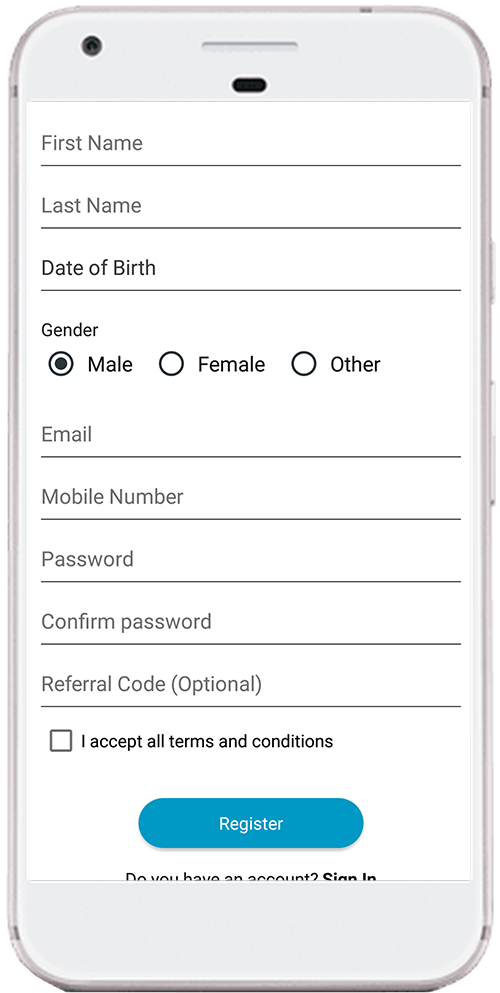 First Name
Last Name
Date of Birth
Gender
Male Female Other
Email
Mobile Number
Password
Confirm password
Referral Code (Optional)
I accept all terms and conditions
Register
Do you have an account? Sign In